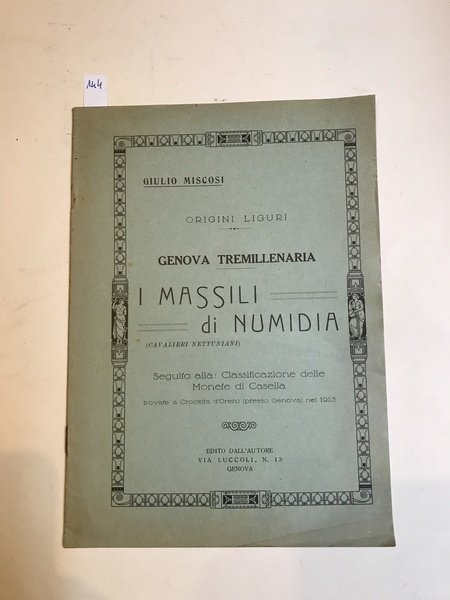 144
GIULIO MISCOSI
ORIGINI LIGURI
GENOVA TREMILLENARIA
I MASSILI
di NUMIDIA
(CAVALIERI NETTUNIANI)
Seguito alla: Classificazione delle
Monete di Casella
trovate a Crocetta d'Orero (presso Genova) nel 1923
EDITO DALL'AUTORE
VIA LUCCOLI, N. 13
GENOVA